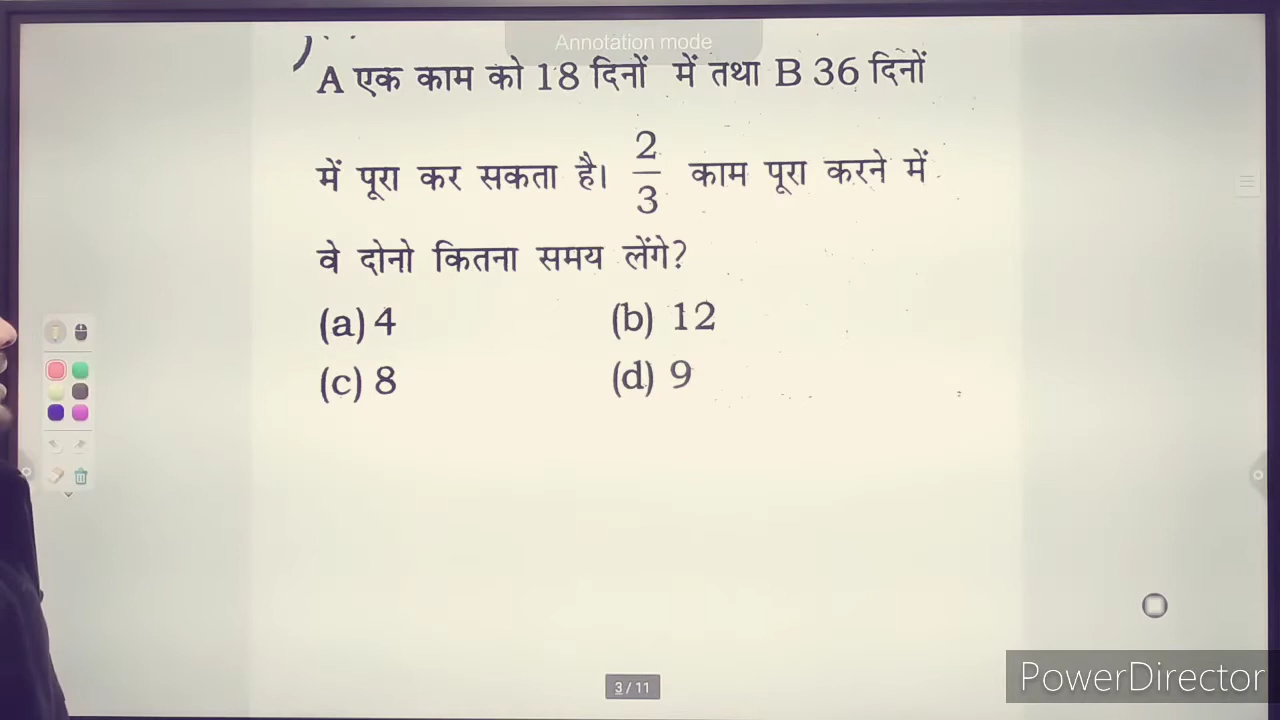 Annotation mode
A एक काम को 18 दिनों में तथा B 36 दिनों
में पूरा कर सकता है। 2/3 काम पूरा करने में
वे दोनो कितना समय लेंगे?
(a) 4 (b) 12
(c) 8 (d) 9
3 / 11
PowerDirector